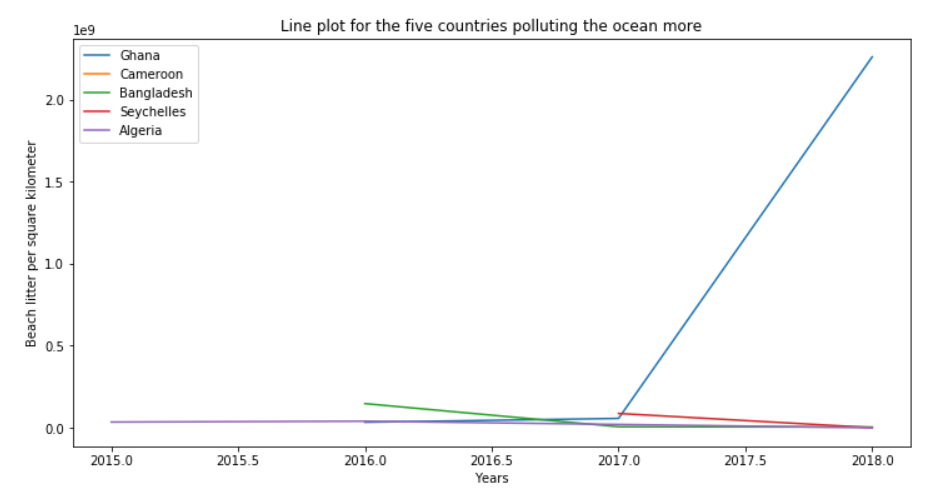 Line plot for the five countries polluting the ocean more
1e9
Ghana
Cameroon
Bangladesh
Seychelles
Algeria
2.0
1.5
1.0
0.5
0.0
Beach litter per square kilometer
2015.0 2015.5 2016.0 2016.5 2017.0 2017.5 2018.0
Years